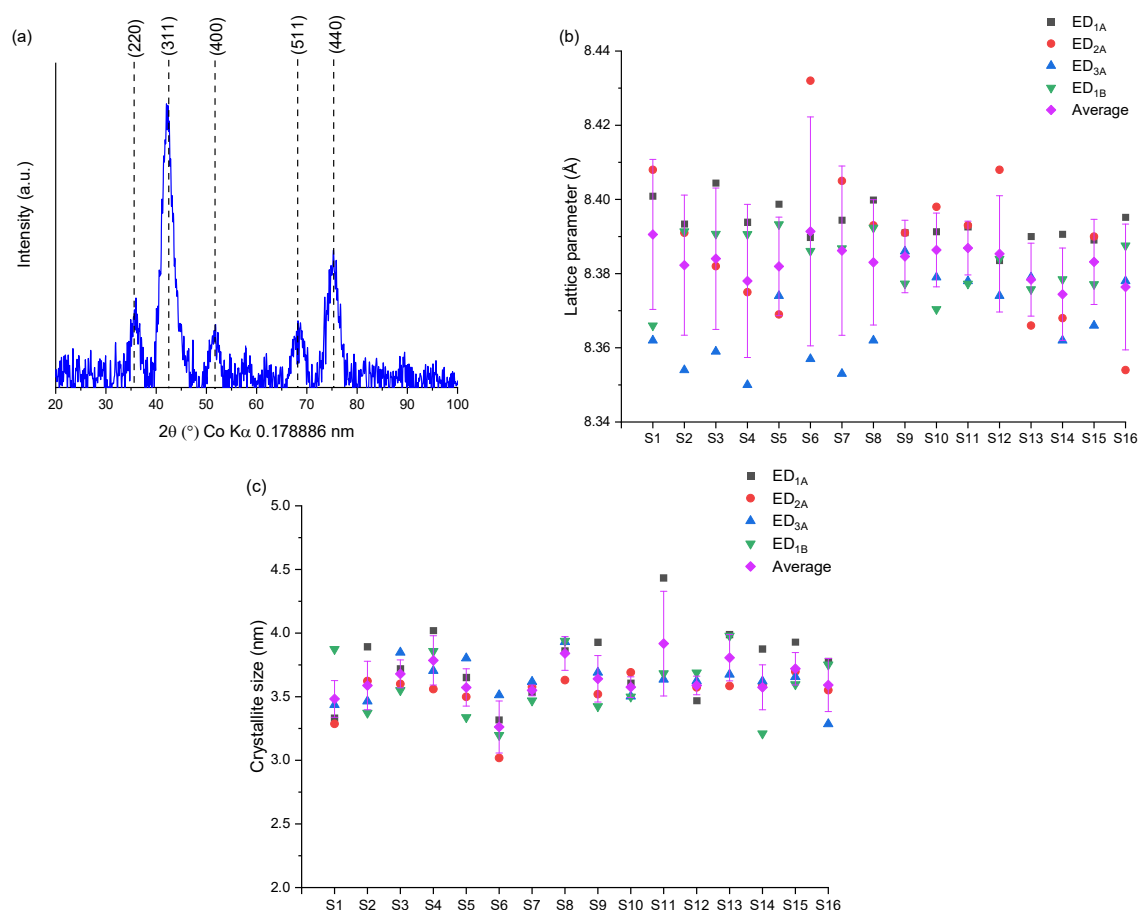 (a)
(220)
(311)
(400)
(511)
(440)
Intensity (a.u.)
20 30 40 50 60 70 80 90 100
2θ (°) Co Kα 0.178886 nm
(b)
ED1A
ED2A
ED3A
ED1B
Average
8.44
8.42
8.40
8.38
8.36
8.34
Lattice parameter (Å)
S1 S2 S3 S4 S5 S6 S7 S8 S9 S10 S11 S12 S13 S14 S15 S16
(c)
ED1A
ED2A
ED3A
ED1B
Average
5.0
4.5
4.0
3.5
3.0
2.5
2.0
Crystallite size (nm)
S1 S2 S3 S4 S5 S6 S7 S8 S9 S10 S11 S12 S13 S14 S15 S16